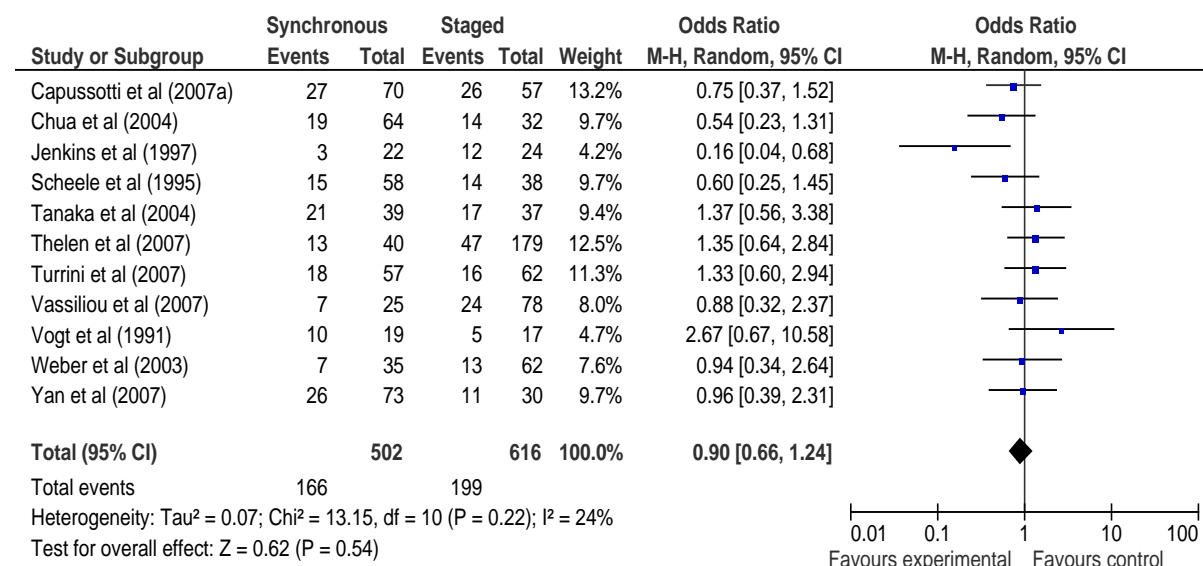 Synchronous Staged Odds Ratio Odds Ratio
Study or Subgroup Events Total Events Total Weight M-H, Random, 95% CI M-H, Random, 95% CI
Capussotti et al (2007a) 27 70 26 57 13.2% 0.75 [0.37, 1.52]
Chua et al (2004) 19 64 14 32 9.7% 0.54 [0.23, 1.31]
Jenkins et al (1997) 3 22 12 24 4.2% 0.16 [0.04, 0.68]
Scheele et al (1995) 15 58 14 38 9.7% 0.60 [0.25, 1.45]
Tanaka et al (2004) 21 39 17 37 9.4% 1.37 [0.56, 3.38]
Thelen et al (2007) 13 40 47 179 12.5% 1.35 [0.64, 2.84]
Turrini et al (2007) 18 57 16 62 11.3% 1.33 [0.60, 2.94]
Vassiliou et al (2007) 7 25 24 78 8.0% 0.88 [0.32, 2.37]
Vogt et al (1991) 10 19 5 17 4.7% 2.67 [0.67, 10.58]
Weber et al (2003) 7 35 13 62 7.6% 0.94 [0.34, 2.64]
Yan et al (2007) 26 73 11 30 9.7% 0.96 [0.39, 2.31]
Total (95% CI) 502 616 100.0% 0.90 [0.66, 1.24]
Total events 166 199
Heterogeneity: Tau² = 0.07; Chi² = 13.15, df = 10 (P = 0.22); I² = 24%
Test for overall effect: Z = 0.62 (P = 0.54)
0.01 0.1 1 10 100
Favours experimental Favours control